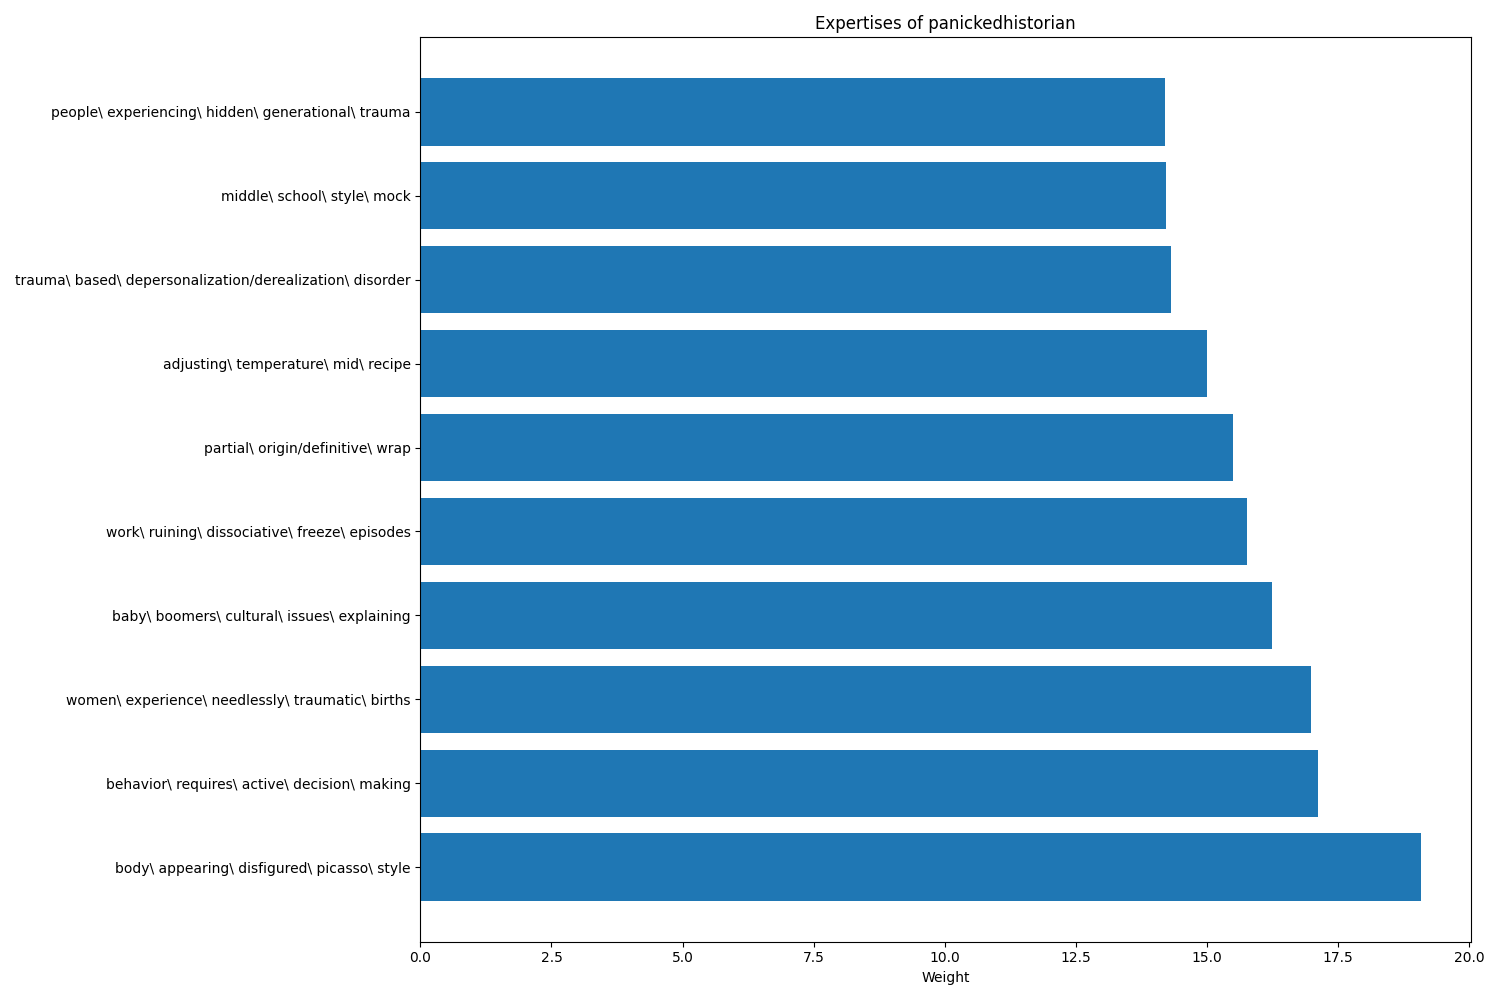 Expertises of panickedhistorian
people\ experiencing\ hidden\ generational\ trauma
middle\ school\ style\ mock
trauma\ based\ depersonalization/derealization\ disorder
adjusting\ temperature\ mid\ recipe
partial\ origin/definitive\ wrap
work\ ruining\ dissociative\ freeze\ episodes
baby\ boomers\ cultural\ issues\ explaining
women\ experience\ needlessly\ traumatic\ births
behavior\ requires\ active\ decision\ making
body\ appearing\ disfigured\ picasso\ style
0.0 2.5 5.0 7.5 10.0 12.5 15.0 17.5 20.0
Weight